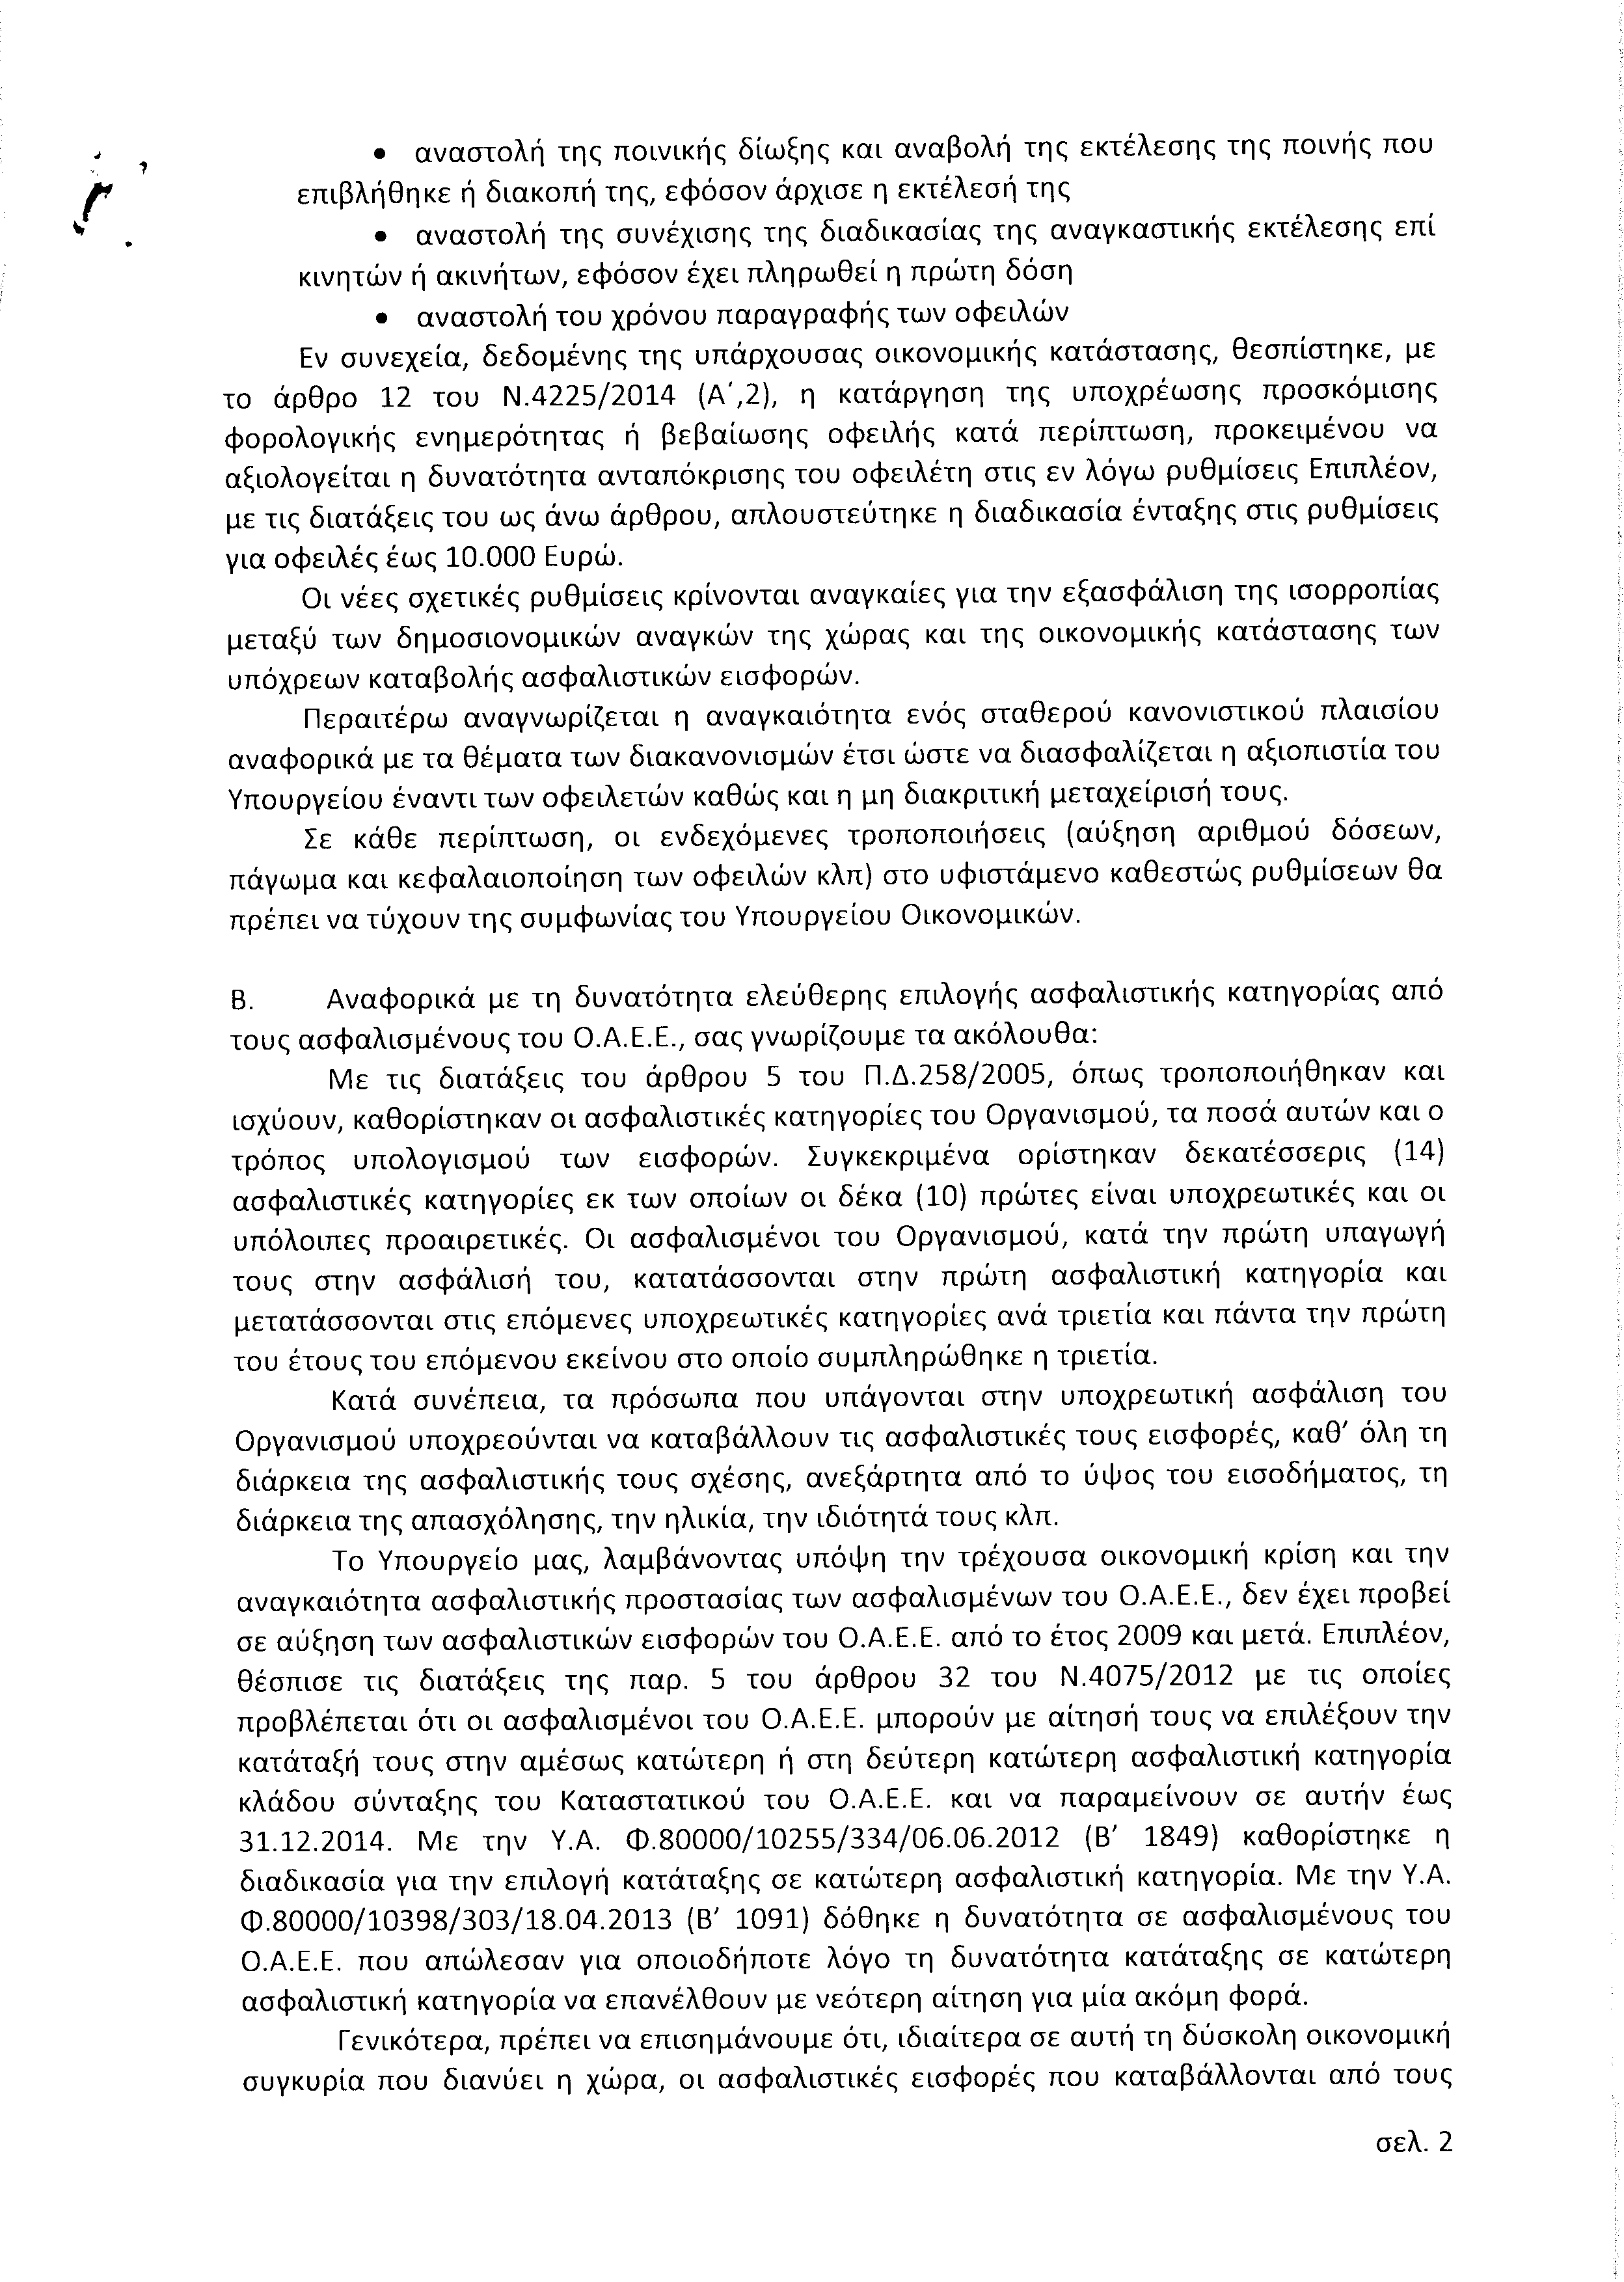 • αναστολή της ποινικής δίωξης και αναβολή της εκτέλεσης της ποινής που
επιβλήθηκε ή διακοπή της, εφόσον άρχισε η εκτέλεσή της
• αναστολή της συνέχισης της διαδικασίας της αναγκαστικής εκτέλεσης επί
κινητών ή ακινήτων, εφόσον έχει πληρωθεί η πρώτη δόση
• αναστολή του χρόνου παραγραφής των οφειλών
Εν συνεχεία, δεδομένης της υπάρχουσας οικονομικής κατάστασης, θεσπίστηκε, με
το άρθρο 12 του Ν.4225/2014 (Α΄,2), η κατάργηση της υποχρέωσης προσκόμισης
φορολογικής ενημερότητας ή βεβαίωσης οφειλής κατά περίπτωση, προκειμένου να
αξιολογείται η δυνατότητα ανταπόκρισης του οφειλέτη στις εν λόγω ρυθμίσεις Επιπλέον,
με τις διατάξεις του ως άνω άρθρου, απλουστεύτηκε η διαδικασία ένταξης στις ρυθμίσεις
για οφειλές έως 10.000 Ευρώ.
Οι νέες σχετικές ρυθμίσεις κρίνονται αναγκαίες για την εξασφάλιση της ισορροπίας
μεταξύ των δημοσιονομικών αναγκών της χώρας και της οικονομικής κατάστασης των
υπόχρεων καταβολής ασφαλιστικών εισφορών.
Περαιτέρω αναγνωρίζεται η αναγκαιότητα ενός σταθερού κανονιστικού πλαισίου
αναφορικά με τα θέματα των διακανονισμών έτσι ώστε να διασφαλίζεται η αξιοπιστία του
Υπουργείου έναντι των οφειλετών καθώς και η μη διακριτική μεταχείρισή τους.
Σε κάθε περίπτωση, οι ενδεχόμενες τροποποιήσεις (αύξηση αριθμού δόσεων,
πάγωμα και κεφαλαιοποίηση των οφειλών κλπ) στο υφιστάμενο καθεστώς ρυθμίσεων θα
πρέπει να τύχουν της συμφωνίας του Υπουργείου Οικονομικών.
Β. Αναφορικά με τη δυνατότητα ελεύθερης επιλογής ασφαλιστικής κατηγορίας από
τους ασφαλισμένους του Ο.Α.Ε.Ε., σας γνωρίζουμε τα ακόλουθα:
Με τις διατάξεις του άρθρου 5 του Π.Δ.258/2005, όπως τροποποιήθηκαν και
ισχύουν, καθορίστηκαν οι ασφαλιστικές κατηγορίες του Οργανισμού, τα ποσά αυτών και ο
τρόπος υπολογισμού των εισφορών. Συγκεκριμένα ορίστηκαν δεκατέσσερις (14)
ασφαλιστικές κατηγορίες εκ των οποίων οι δέκα (10) πρώτες είναι υποχρεωτικές και οι
υπόλοιπες προαιρετικές. Οι ασφαλισμένοι του Οργανισμού, κατά την πρώτη υπαγωγή
τους στην ασφάλισή του, κατατάσσονται στην πρώτη ασφαλιστική κατηγορία και
μετατάσσονται στις επόμενες υποχρεωτικές κατηγορίες ανά τριετία και πάντα την πρώτη
του έτους του επόμενου εκείνου στο οποίο συμπληρώθηκε η τριετία.
Κατά συνέπεια, τα πρόσωπα που υπάγονται στην υποχρεωτική ασφάλιση του
Οργανισμού υποχρεούνται να καταβάλλουν τις ασφαλιστικές τους εισφορές, καθ’ όλη τη
διάρκεια της ασφαλιστικής τους σχέσης, ανεξάρτητα από το ύψος του εισοδήματος, τη
διάρκεια της απασχόλησης, την ηλικία, την ιδιότητά τους κλπ.
Το Υπουργείο μας, λαμβάνοντας υπόψη την τρέχουσα οικονομική κρίση και την
αναγκαιότητα ασφαλιστικής προστασίας των ασφαλισμένων του Ο.Α.Ε.Ε., δεν έχει προβεί
σε αύξηση των ασφαλιστικών εισφορών του Ο.Α.Ε.Ε. από το έτος 2009 και μετά. Επιπλέον,
θέσπισε τις διατάξεις της παρ. 5 του άρθρου 32 του Ν.4075/2012 με τις οποίες
προβλέπεται ότι οι ασφαλισμένοι του Ο.Α.Ε.Ε. μπορούν με αίτησή τους να επιλέξουν την
κατάταξή τους στην αμέσως κατώτερη ή στη δεύτερη κατώτερη ασφαλιστική κατηγορία
κλάδου σύνταξης του Καταστατικού του Ο.Α.Ε.Ε. και να παραμείνουν σε αυτήν έως
31.12.2014. Με την Υ.Α. Φ.80000/10255/334/06.06.2012 (Β’ 1849) καθορίστηκε η
διαδικασία για την επιλογή κατάταξης σε κατώτερη ασφαλιστική κατηγορία. Με την Υ.Α.
Φ.80000/10398/303/18.04.2013 (Β’ 1091) δόθηκε η δυνατότητα σε ασφαλισμένους του
Ο.Α.Ε.Ε. που απώλεσαν για οποιοδήποτε λόγο τη δυνατότητα κατάταξης σε κατώτερη
ασφαλιστική κατηγορία να επανέλθουν με νεότερη αίτηση για μία ακόμη φορά.
Γενικότερα, πρέπει να επισημάνουμε ότι, ιδιαίτερα σε αυτή τη δύσκολη οικονομική
συγκυρία που διανύει η χώρα, οι ασφαλιστικές εισφορές που καταβάλλονται από τους
σελ. 2